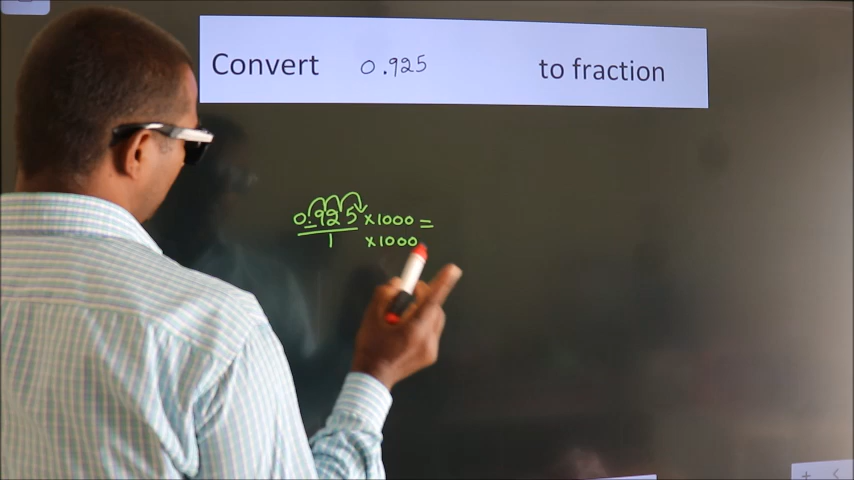 Convert 0.925 to fraction
0.925 ×1000 =
1 ×1000